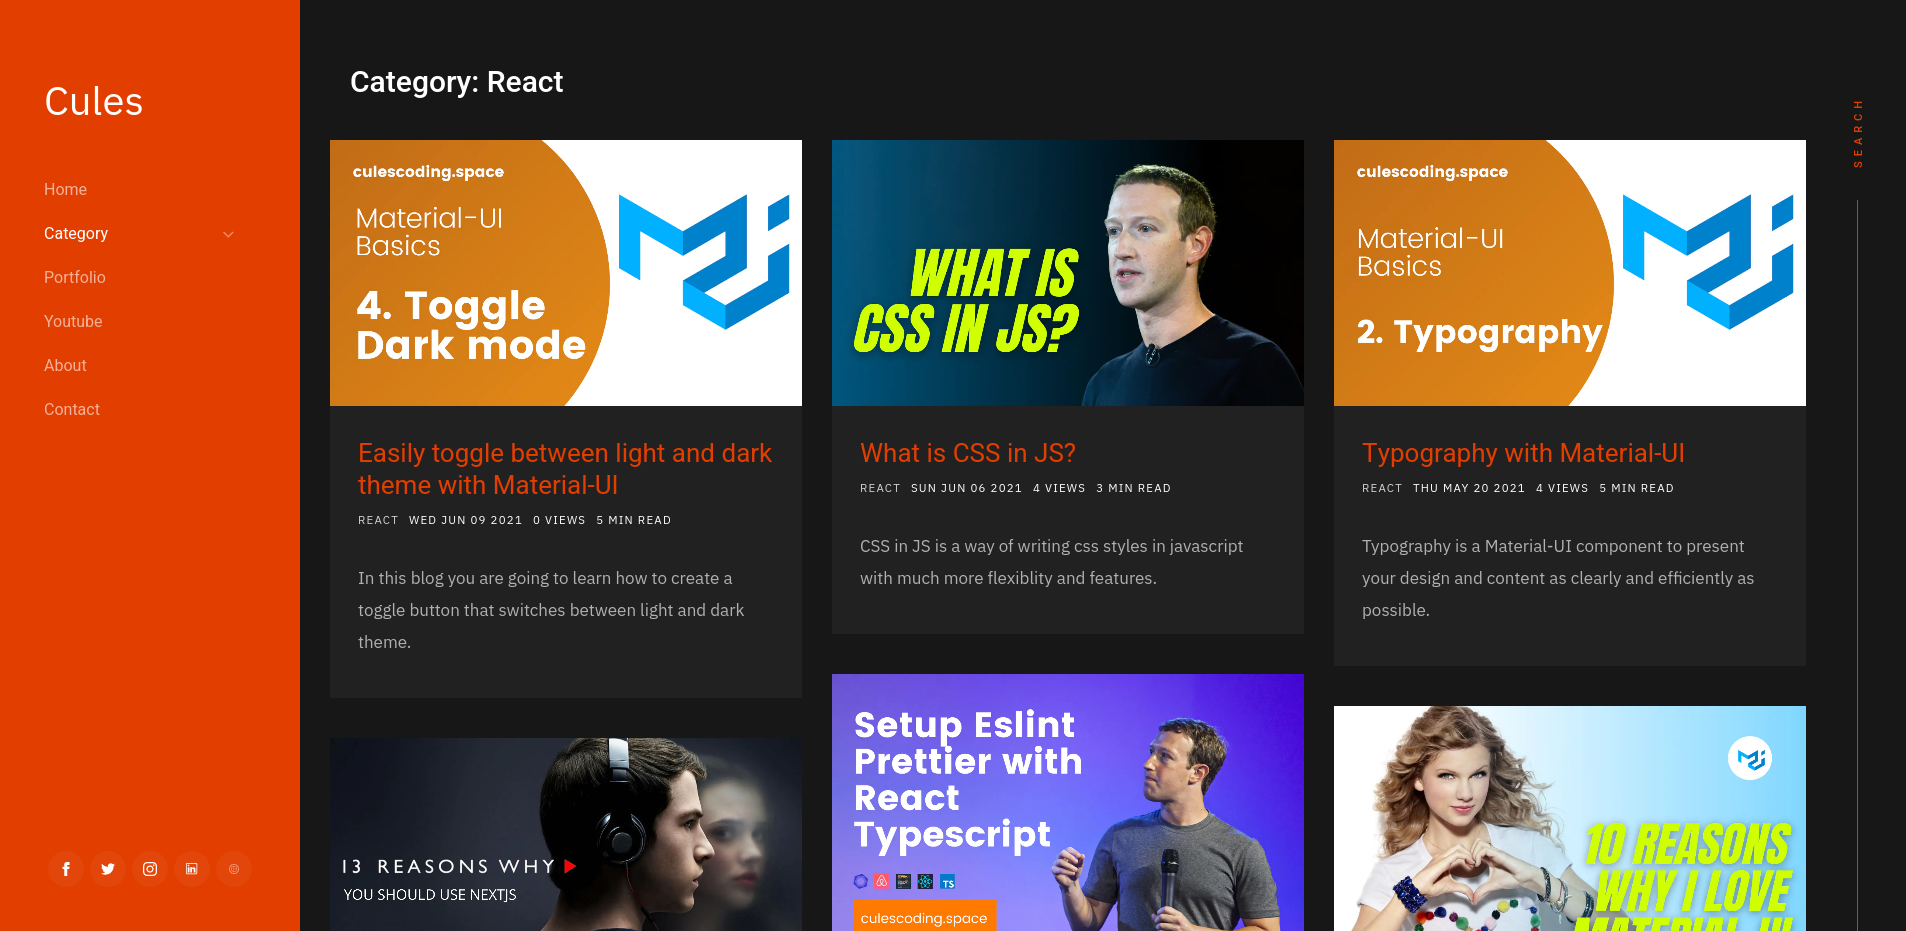 Cules
Home
Category
Portfolio
Youtube
About
Contact
Category: React
SEARCH
culescoding.space
Material-UI
Basics
4. Toggle
Dark mode
Easily toggle between light and dark
theme with Material-UI
REACT WED JUN 09 2021 0 VIEWS 5 MIN READ
In this blog you are going to learn how to create a
toggle button that switches between light and dark
theme.
WHAT IS
CSS IN JS?
What is CSS in JS?
REACT SUN JUN 06 2021 4 VIEWS 3 MIN READ
CSS in JS is a way of writing css styles in javascript
with much more flexiblity and features.
culescoding.space
Material-UI
Basics
2. Typography
Typography with Material-UI
REACT THU MAY 20 2021 4 VIEWS 5 MIN READ
Typography is a Material-UI component to present
your design and content as clearly and efficiently as
possible.
13 REASONS WHY
YOU SHOULD USE NEXTJS
Setup Eslint
Prettier with
React
Typescript
TS
culescoding.space
10 REASONS
WHY I LOVE
MATERIAL UI